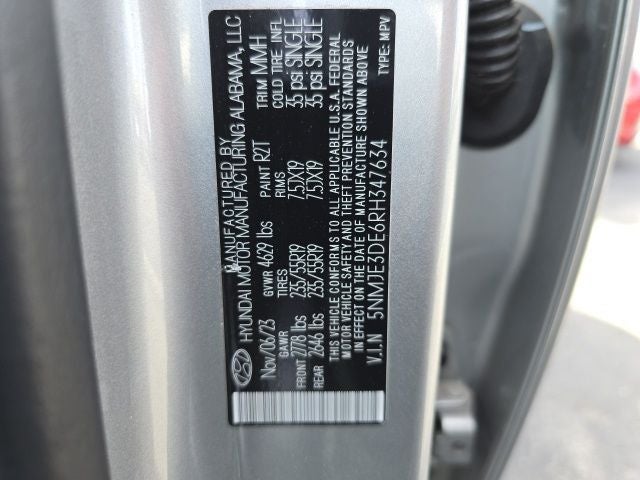 MANUFACTURED BY
HYUNDAI MOTOR MANUFACTURING ALABAMA, LLC
Nov/06/23 GVWR 4629 lbs PAINT R2T TRIM MMH
GAWR TIRES RIMS COLD TIRE INFL
FRONT 2778 lbs 235/55R19 7.5JX19 35 psi SINGLE
REAR 2646 lbs 235/55R19 7.5JX19 35 psi SINGLE
THIS VEHICLE CONFORMS TO ALL APPLICABLE U.S.A. FEDERAL
MOTOR VEHICLE SAFETY AND THEFT PREVENTION STANDARDS
IN EFFECT ON THE DATE OF MANUFACTURE SHOWN ABOVE
V.I.N 5NMJE3DE6RH347634 TYPE: MPV